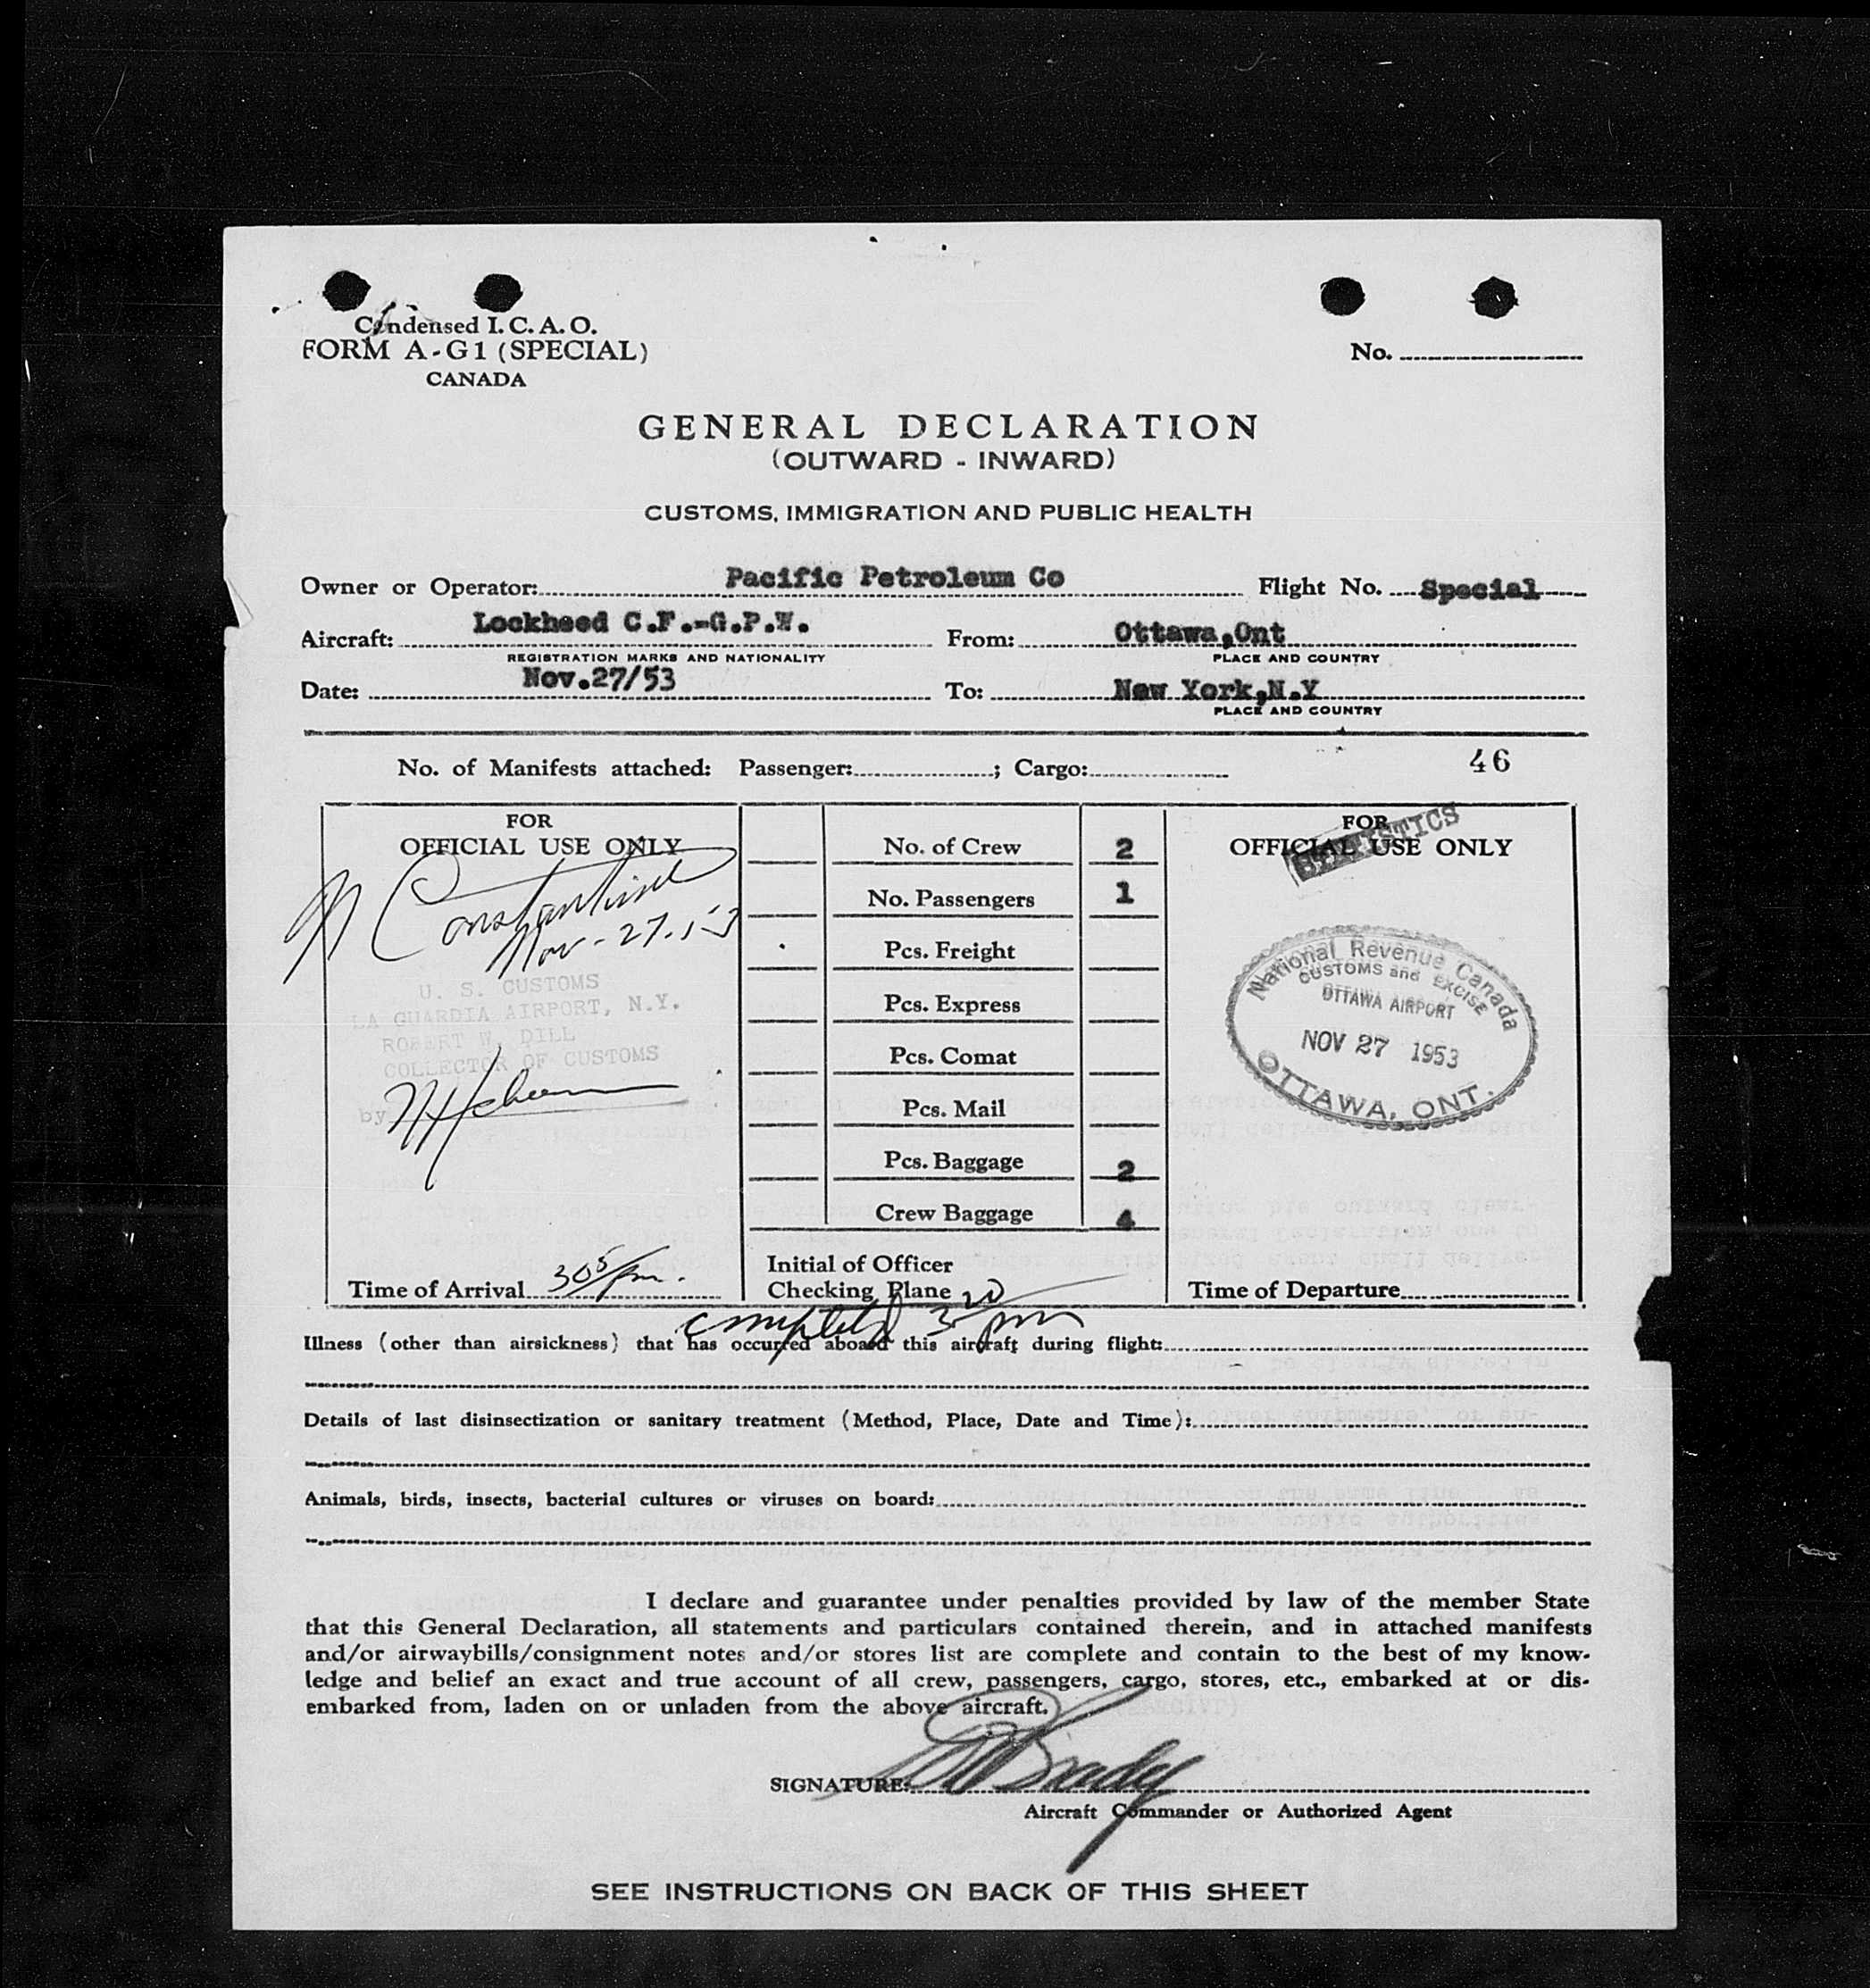 Condensed I. C. A. O.
FORM A-G1 (SPECIAL)
CANADA
No.
GENERAL DECLARATION
(OUTWARD - INWARD)
CUSTOMS, IMMIGRATION AND PUBLIC HEALTH
Owner or Operator: Pacific Petroleum Co Flight No. Special
Aircraft: Lockheed C.F.-G.P.W. From: Ottawa,Ont
REGISTRATION MARKS AND NATIONALITY PLACE AND COUNTRY
Date: Nov.27/53 To: New York,N.Y
PLACE AND COUNTRY
No. of Manifests attached: Passenger: ; Cargo: 46
FOR
OFFICIAL USE ONLY
N Constantine
Nov - 27. 53
U. S. CUSTOMS
LA GUARDIA AIRPORT, N.Y.
ROBERT W. DILL
COLLECTOR OF CUSTOMS
by
Time of Arrival 305 pm.
No. of Crew 2
No. Passengers 1
Pcs. Freight
Pcs. Express
Pcs. Comat
Pcs. Mail
Pcs. Baggage 2
Crew Baggage 4
Initial of Officer
Checking Plane
completed 3 pm
FOR
OFFICIAL USE ONLY
STATISTICS
National Revenue Canada
CUSTOMS and EXCISE
OTTAWA AIRPORT
NOV 27 1953
OTTAWA, ONT.
Time of Departure
Illness (other than airsickness) that has occurred aboard this aircraft during flight:
Details of last disinsectization or sanitary treatment (Method, Place, Date and Time):
Animals, birds, insects, bacterial cultures or viruses on board:
I declare and guarantee under penalties provided by law of the member State
that this General Declaration, all statements and particulars contained therein, and in attached manifests
and/or airwaybills/consignment notes and/or stores list are complete and contain to the best of my know-
ledge and belief an exact and true account of all crew, passengers, cargo, stores, etc., embarked at or dis-
embarked from, laden on or unladen from the above aircraft.
SIGNATURE: Brady
Aircraft Commander or Authorized Agent
SEE INSTRUCTIONS ON BACK OF THIS SHEET